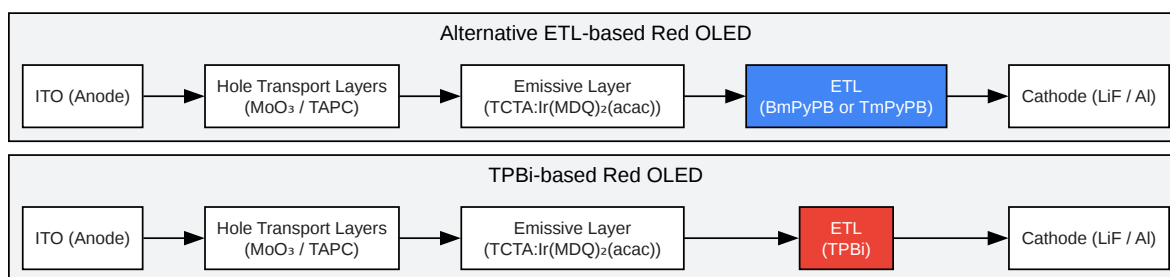 Alternative ETL-based Red OLED
ITO (Anode)
Hole Transport Layers
(MoO₃ / TAPC)
Emissive Layer
(TCTA:Ir(MDQ)₂(acac))
ETL
(BmPyPB or TmPyPB)
Cathode (LiF / Al)
TPBi-based Red OLED
ITO (Anode)
Hole Transport Layers
(MoO₃ / TAPC)
Emissive Layer
(TCTA:Ir(MDQ)₂(acac))
ETL
(TPBi)
Cathode (LiF / Al)